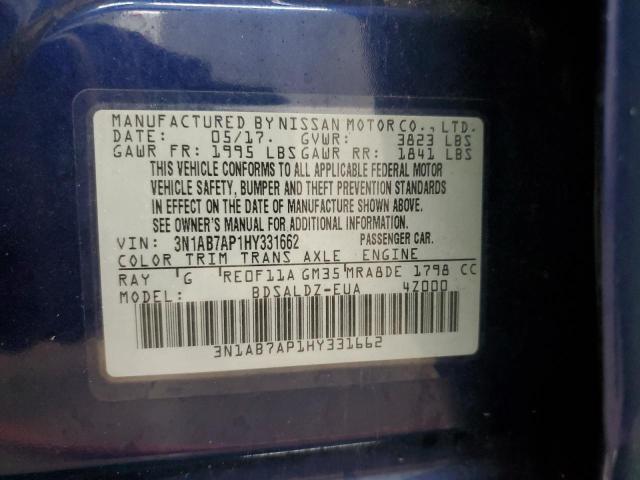 MANUFACTURED BY NISSAN MOTOR CO., LTD.
DATE: 05/17. GVWR: 3823 LBS
GAWR FR: 1995 LBS GAWR RR: 1841 LBS
THIS VEHICLE CONFORMS TO ALL APPLICABLE FEDERAL MOTOR
VEHICLE SAFETY, BUMPER AND THEFT PREVENTION STANDARDS
IN EFFECT ON THE DATE OF MANUFACTURE SHOWN ABOVE.
SEE OWNER'S MANUAL FOR ADDITIONAL INFORMATION.
VIN: 3N1AB7AP1HY331662 PASSENGER CAR.
COLOR TRIM TRANS AXLE ENGINE
RAY G RE0F11A GM35 MRA8DE 1798 CC
MODEL: BDSALDZ-EUA 4Z000
3N1AB7AP1HY331662